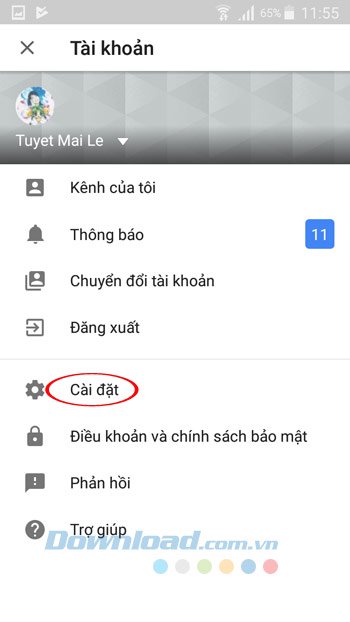 65% 11:55
Tài khoản
Tuyet Mai Le
Kênh của tôi
Thông báo 11
Chuyển đổi tài khoản
Đăng xuất
Cài đặt
Điều khoản và chính sách bảo mật
Phản hồi
Trợ giúp
Download.com.vn